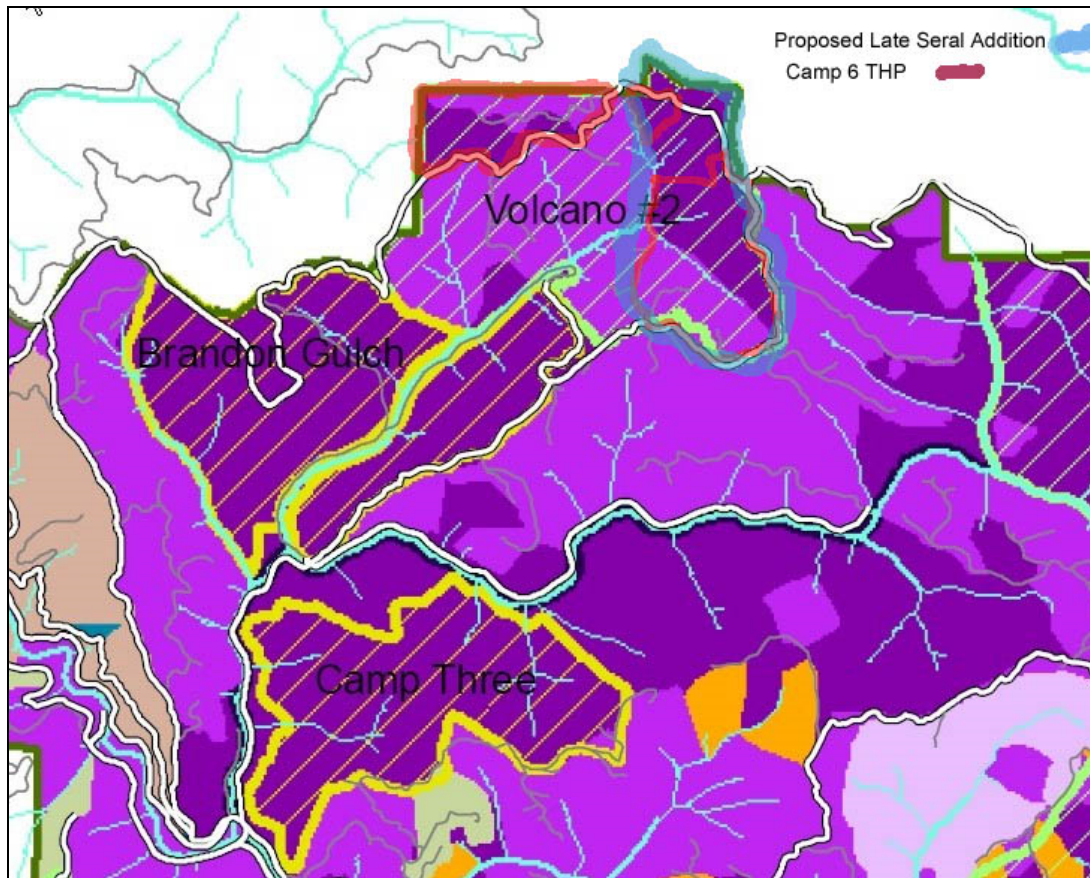 Proposed Late Seral Addition
Camp 6 THP
Volcano #2
Brandon Gulch
Camp Three